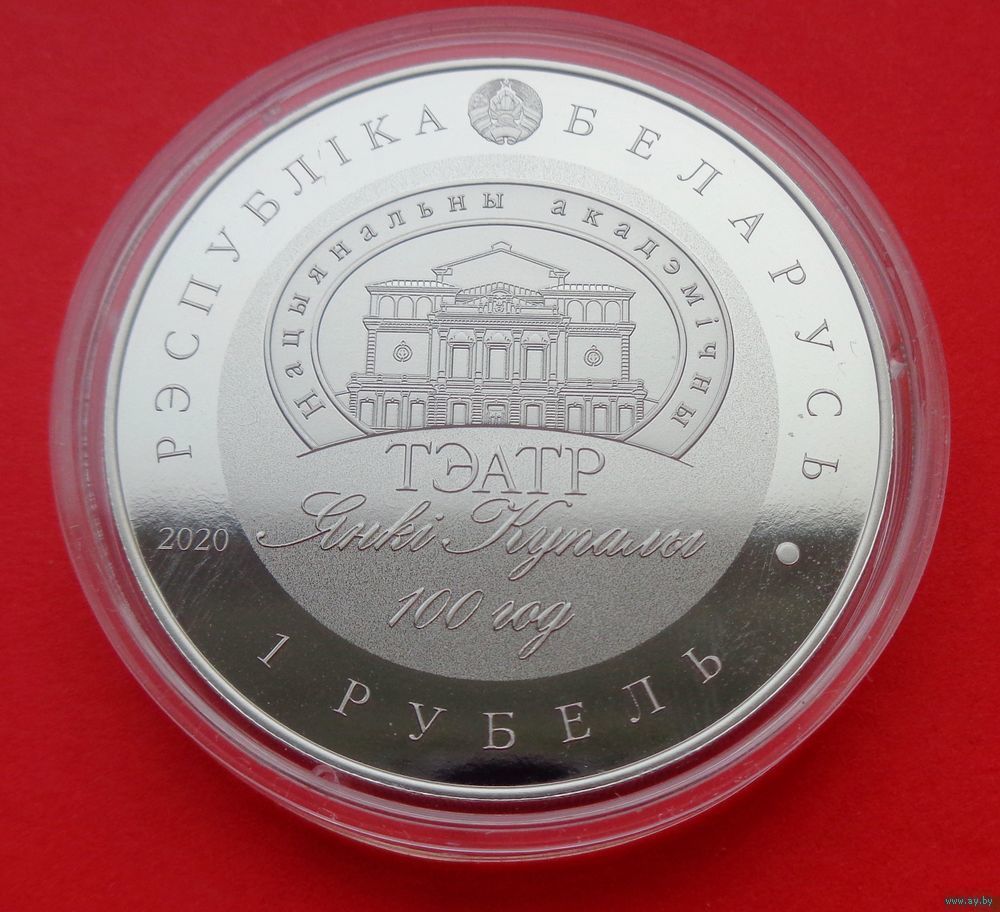 РЭСПУБЛІКА БЕЛАРУСЬ
Нацыянальны акадэмічны
ТЭАТР
Янкі Купалы
100 год
2020
1 РУБЕЛЬ
www.ay.by